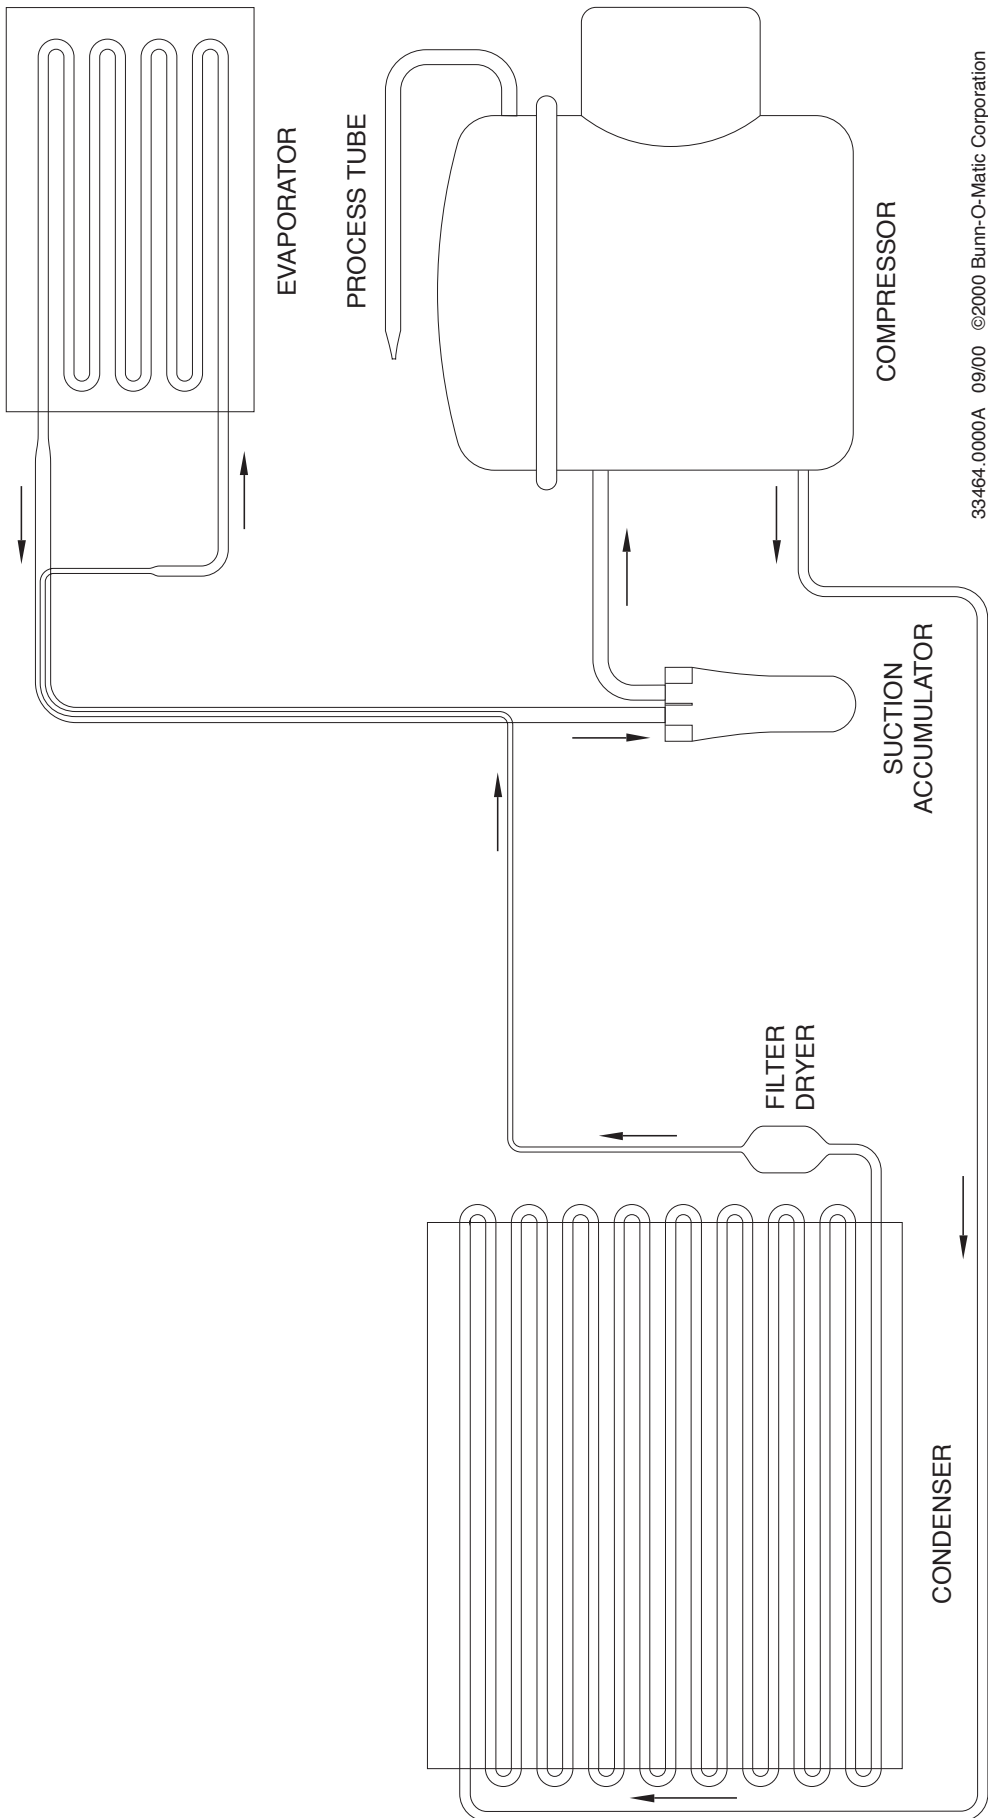 EVAPORATOR
PROCESS TUBE
COMPRESSOR
SUCTION
ACCUMULATOR
FILTER
DRYER
CONDENSER
33464.0000A 09/00 ©2000 Bunn-O-Matic Corporation